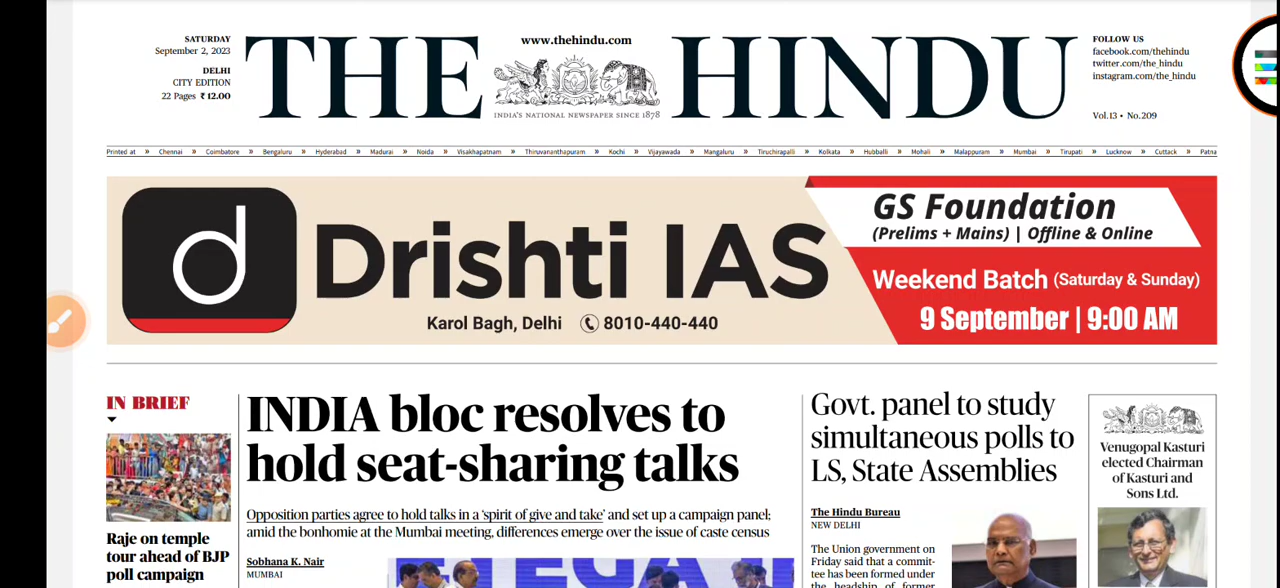 SATURDAY
September 2, 2023
DELHI
CITY EDITION
22 Pages ₹ 12.00
THE HINDU
www.thehindu.com
INDIA'S NATIONAL NEWSPAPER SINCE 1878
FOLLOW US
facebook.com/thehindu
twitter.com/the_hindu
instagram.com/the_hindu
Vol.13 • No.209
Printed at » Chennai » Coimbatore » Bengaluru » Hyderabad » Madurai » Noida » Visakhapatnam » Thiruvananthapuram » Kochi » Vijayawada » Mangaluru » Tiruchirapalli » Kolkata » Hubballi » Mohali » Malappuram » Mumbai » Tirupati » Lucknow » Cuttack » Patna
d Drishti IAS
Karol Bagh, Delhi 8010-440-440
GS Foundation
(Prelims + Mains) | Offline & Online
Weekend Batch (Saturday & Sunday)
9 September | 9:00 AM
IN BRIEF
Raje on temple
tour ahead of BJP
poll campaign
INDIA bloc resolves to
hold seat-sharing talks
Opposition parties agree to hold talks in a 'spirit of give and take' and set up a campaign panel;
amid the bonhomie at the Mumbai meeting, differences emerge over the issue of caste census
Sobhana K. Nair
MUMBAI
Govt. panel to study
simultaneous polls to
LS, State Assemblies
The Hindu Bureau
NEW DELHI
The Union government on
Friday said that a commit-
tee has been formed under
the headship of former
Venugopal Kasturi
elected Chairman
of Kasturi and
Sons Ltd.